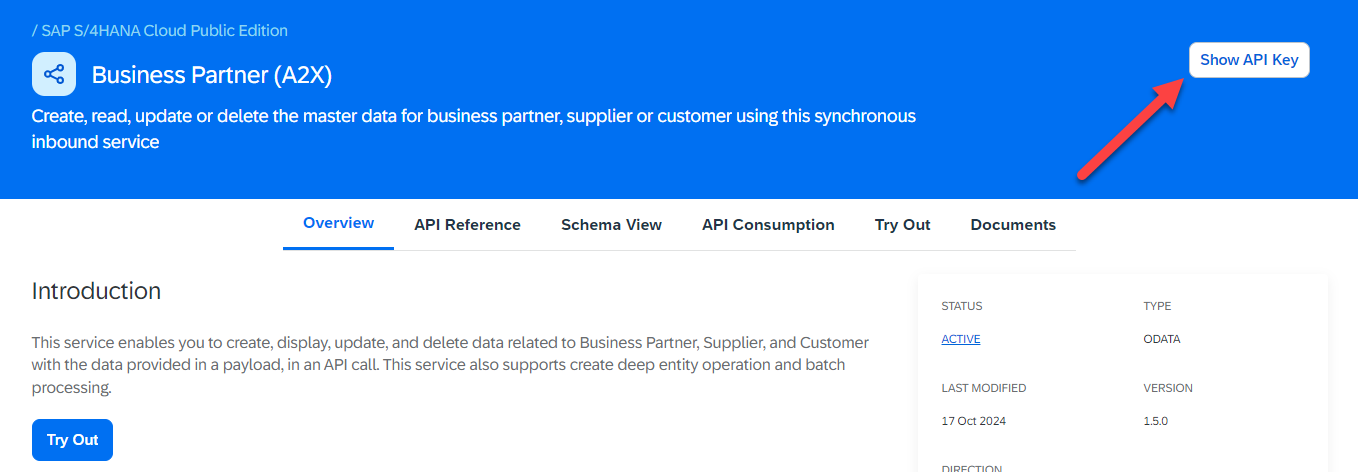 / SAP S/4HANA Cloud Public Edition
Business Partner (A2X)
Show API Key
Create, read, update or delete the master data for business partner, supplier or customer using this synchronous
inbound service
Overview
API Reference
Schema View
API Consumption
Try Out
Documents
Introduction
This service enables you to create, display, update, and delete data related to Business Partner, Supplier, and Customer
with the data provided in a payload, in an API call. This service also supports create deep entity operation and batch
processing.
Try Out
STATUS
TYPE
ACTIVE
ODATA
LAST MODIFIED
VERSION
17 Oct 2024
1.5.0
DIRECTION